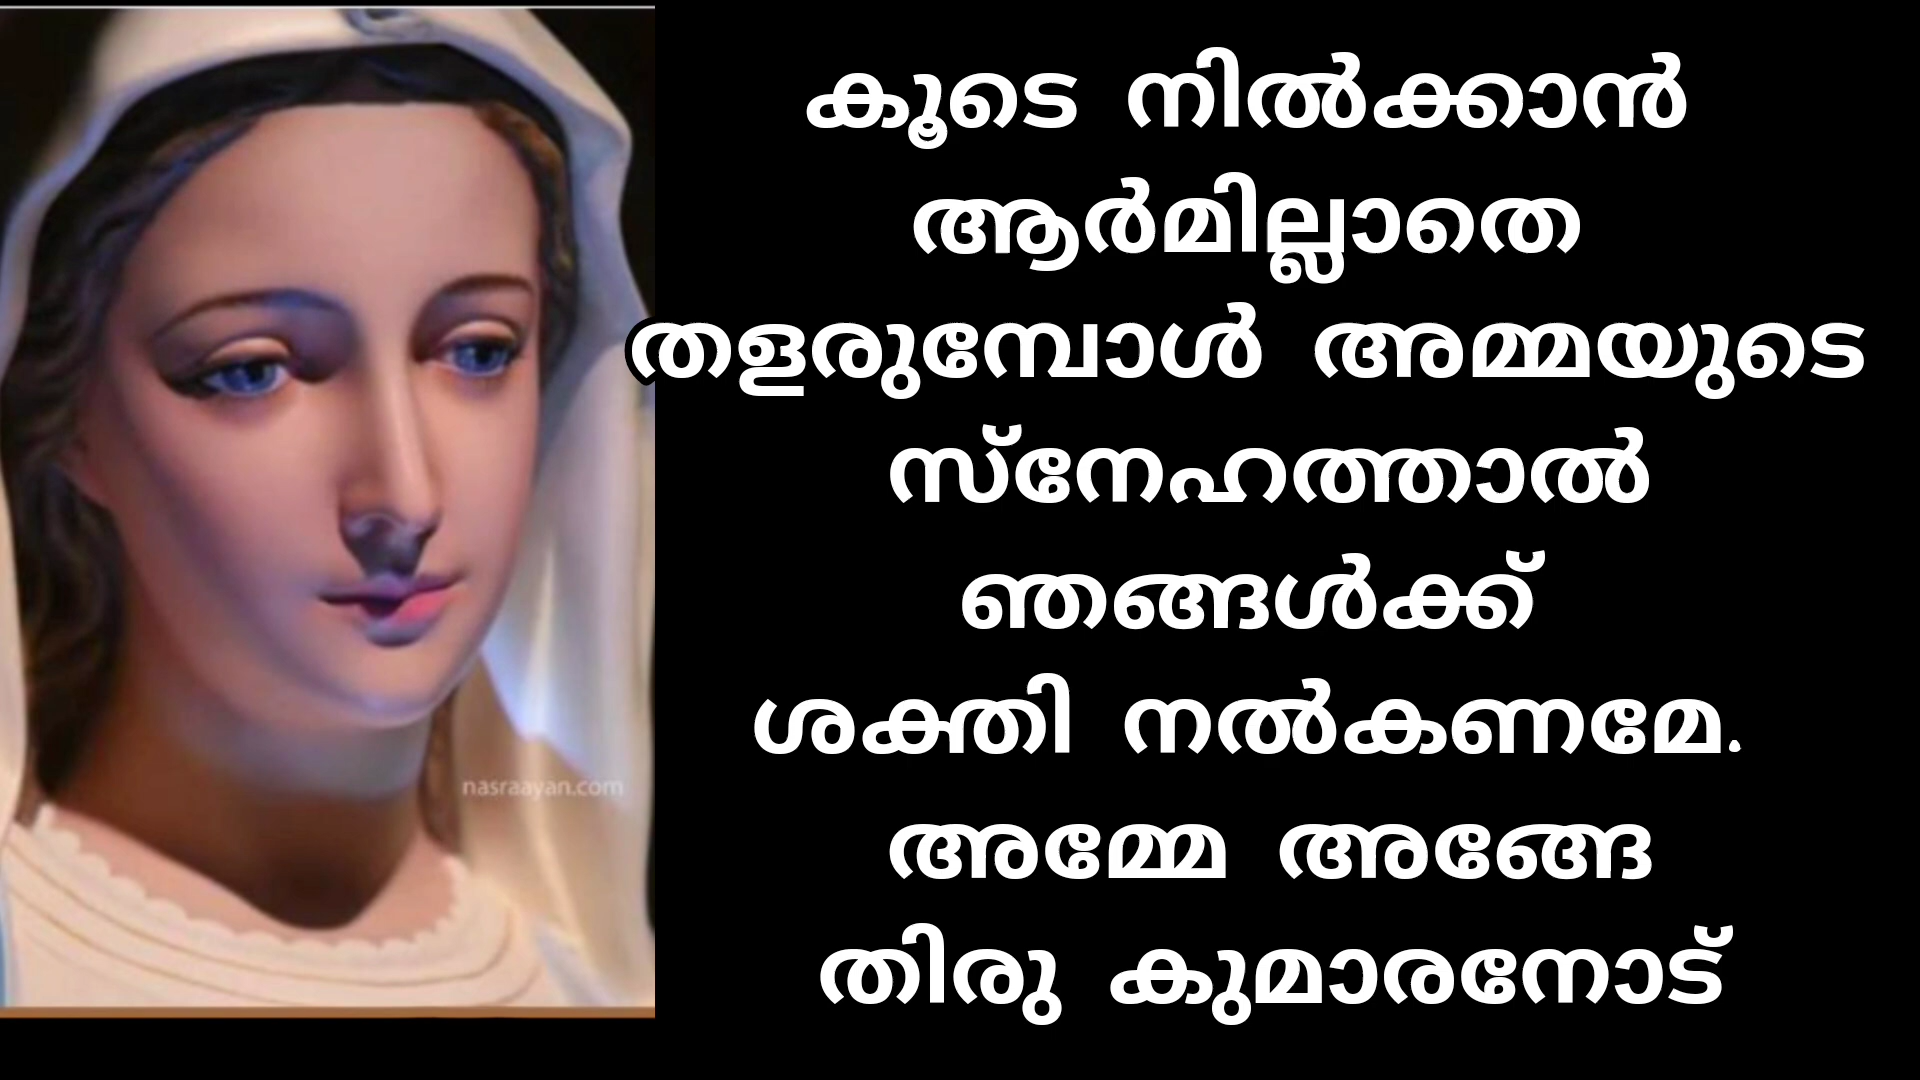 കൂടെ നിൽക്കാൻ
ആർമില്ലാതെ
തളരുമ്പോൾ അമ്മയുടെ
സ്നേഹത്താൽ
ഞങ്ങൾക്ക്
ശക്തി നൽകണമേ.
അമ്മേ അങ്ങേ
തിരു കുമാരനോട്
nasraayan.com